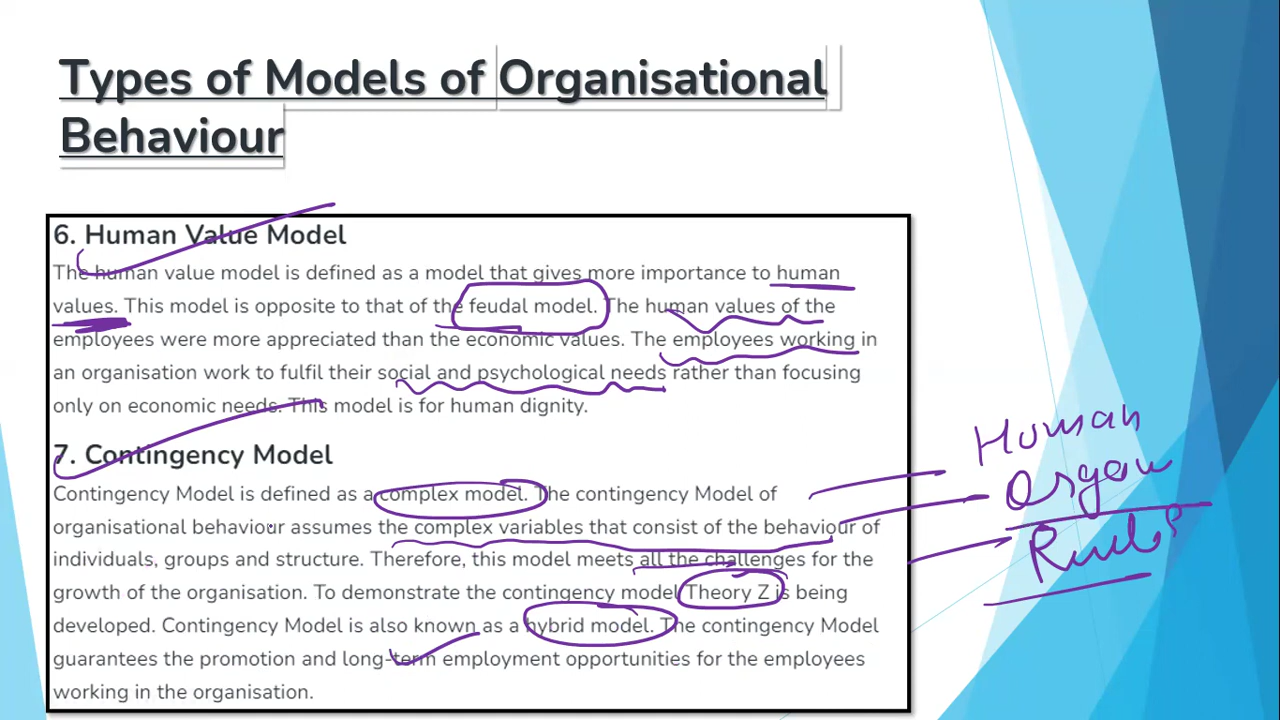 Types of Models of Organisational
Behaviour
6. Human Value Model
The human value model is defined as a model that gives more importance to human
values. This model is opposite to that of the feudal model. The human values of the
employees were more appreciated than the economic values. The employees working in
an organisation work to fulfil their social and psychological needs rather than focusing
only on economic needs. This model is for human dignity.
7. Contingency Model
Contingency Model is defined as a complex model. The contingency Model of
organisational behaviour assumes the complex variables that consist of the behaviour of
individuals, groups and structure. Therefore, this model meets all the challenges for the
growth of the organisation. To demonstrate the contingency model Theory Z is being
developed. Contingency Model is also known as a hybrid model. The contingency Model
guarantees the promotion and long-term employment opportunities for the employees
working in the organisation.
Human
Organ
Rules